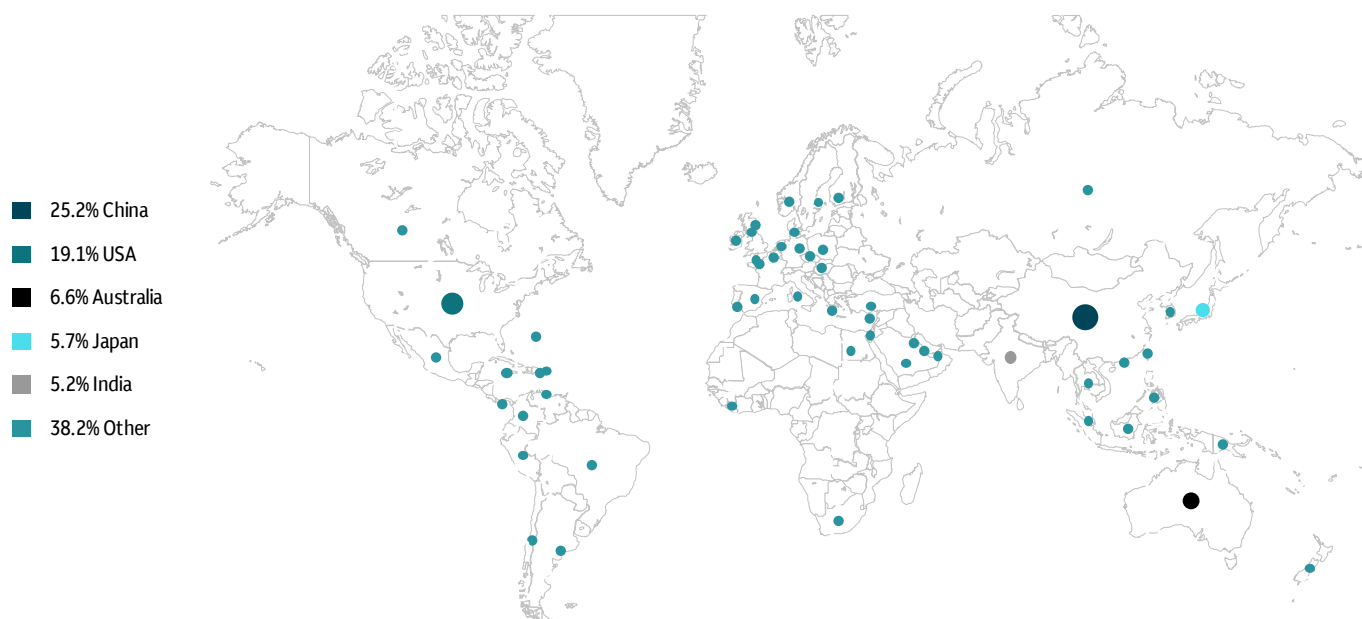 25.2% China
19.1% USA
6.6% Australia
5.7% Japan
5.2% India
38.2% Other